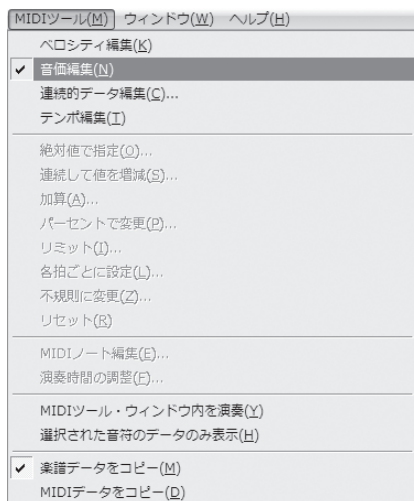 MIDIツール(M) ウィンドウ(W) ヘルプ(H)
ベロシティ編集(K)
✓ 音価編集(N)
連続的データ編集(C)...
テンポ編集(T)
絶対値で指定(O)...
連続して値を増減(S)...
加算(A)...
パーセントで変更(P)...
リミット(I)...
各拍ごとに設定(L)...
不規則に変更(Z)...
リセット(R)
MIDIノート編集(E)...
演奏時間の調整(F)...
MIDIツール・ウィンドウ内を演奏(Y)
選択された音符のデータのみ表示(H)
✓ 楽譜データをコピー(M)
MIDIデータをコピー(D)